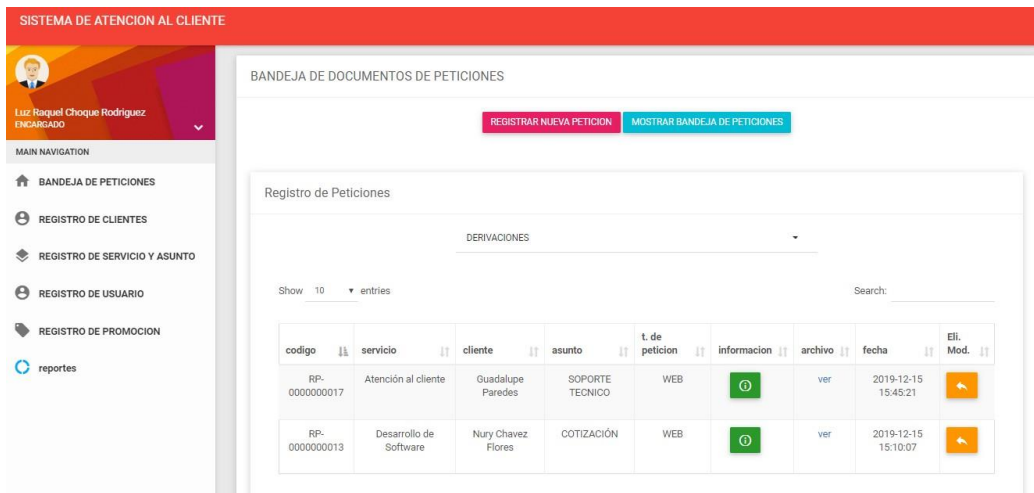 SISTEMA DE ATENCION AL CLIENTE
Luz Raquel Choque Rodriguez
ENCARGADO
MAIN NAVIGATION
BANDEJA DE PETICIONES
REGISTRO DE CLIENTES
REGISTRO DE SERVICIO Y ASUNTO
REGISTRO DE USUARIO
REGISTRO DE PROMOCION
reportes
BANDEJA DE DOCUMENTOS DE PETICIONES
REGISTRAR NUEVA PETICION MOSTRAR BANDEJA DE PETICIONES
Registro de Peticiones
DERIVACIONES
Show 10 entries Search:
codigo servicio cliente asunto t. de peticion informacion archivo fecha Eli. Mod.
RP-0000000017 Atención al cliente Guadalupe Paredes SOPORTE TECNICO WEB ver 2019-12-15 15:45:21
RP-0000000013 Desarrollo de Software Nury Chavez Flores COTIZACIÓN WEB ver 2019-12-15 15:10:07